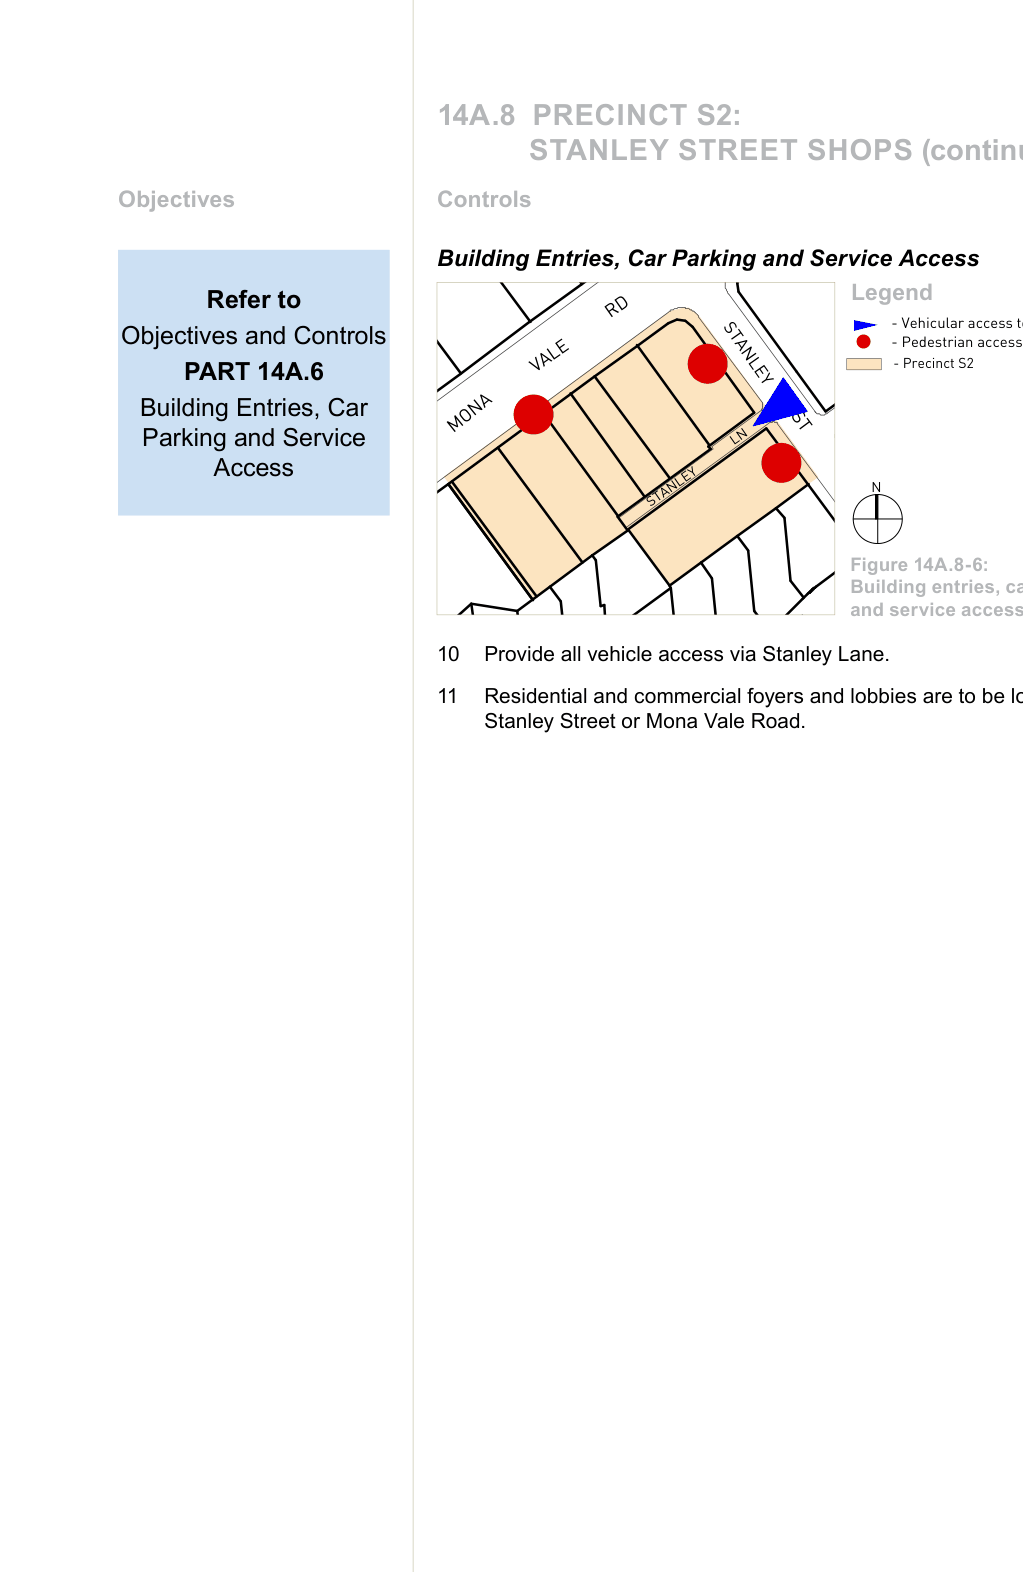 14A.8 PRECINCT S2:
STANLEY STREET SHOPS (continu
Objectives
Controls
Refer to
Objectives and Controls
PART 14A.6
Building Entries, Car
Parking and Service
Access
Building Entries, Car Parking and Service Access
MONA VALE RD
STANLEY ST
STANLEY LN
Legend
- Vehicular access to
- Pedestrian access
- Precinct S2
N
Figure 14A.8-6:
Building entries, ca
and service access
10 Provide all vehicle access via Stanley Lane.
11 Residential and commercial foyers and lobbies are to be lo
Stanley Street or Mona Vale Road.